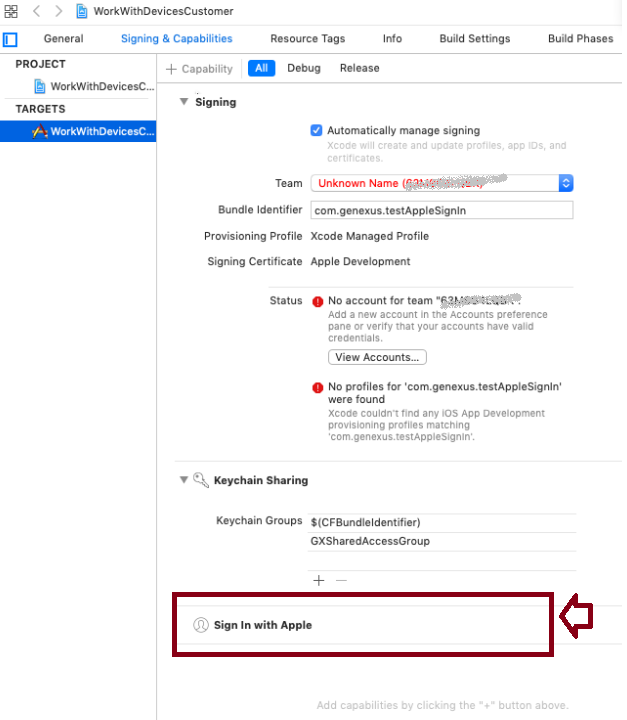 WorkWithDevicesCustomer
General Signing & Capabilities Resource Tags Info Build Settings Build Phases
PROJECT
WorkWithDevicesC...
TARGETS
WorkWithDevicesC...
+ Capability All Debug Release
Signing
Automatically manage signing
Xcode will create and update profiles, app IDs, and
certificates.
Team Unknown Name
Bundle Identifier com.genexus.testAppleSignIn
Provisioning Profile Xcode Managed Profile
Signing Certificate Apple Development
Status No account for team
Add a new account in the Accounts preference
pane or verify that your accounts have valid
credentials.
View Accounts...
No profiles for 'com.genexus.testAppleSignIn'
were found
Xcode couldn't find any iOS App Development
provisioning profiles matching
'com.genexus.testAppleSignIn'.
Keychain Sharing
Keychain Groups $(CFBundleIdentifier)
GXSharedAccessGroup
Sign In with Apple
Add capabilities by clicking the "+" button above.